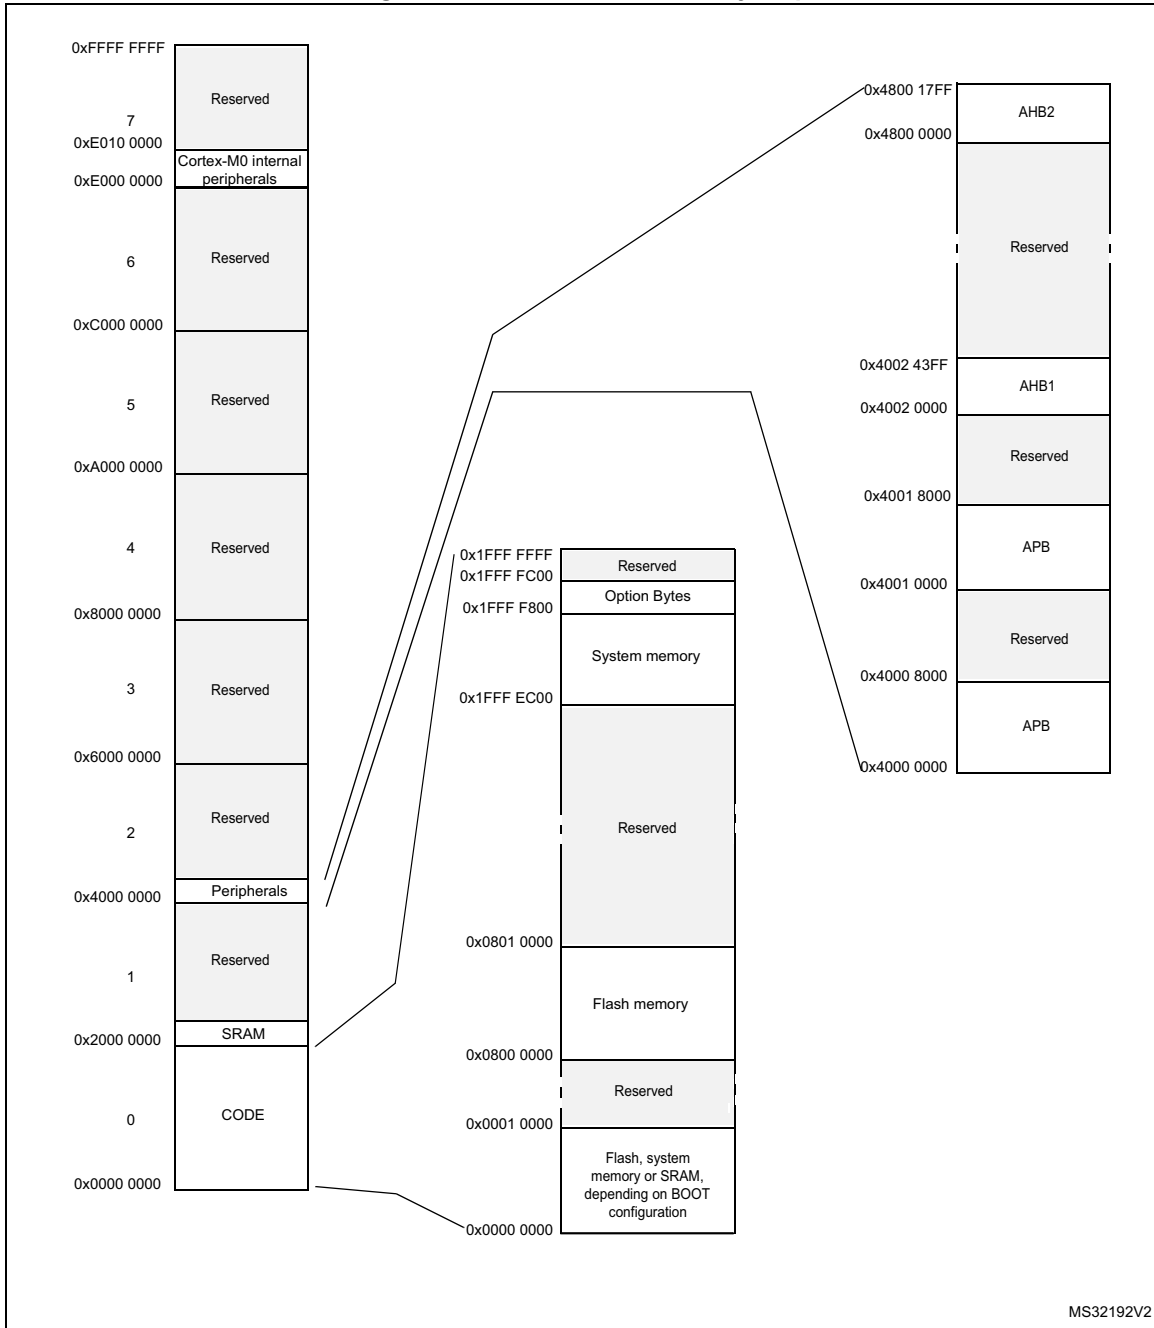 0xFFFF FFFF
Reserved
7
0xE010 0000
Cortex-M0 internal
peripherals
0xE000 0000
Reserved
6
0xC000 0000
Reserved
5
0xA000 0000
Reserved
4
0x8000 0000
Reserved
3
0x6000 0000
Reserved
2
Peripherals
0x4000 0000
Reserved
1
SRAM
0x2000 0000
CODE
0
0x0000 0000
0x1FFF FFFF
Reserved
0x1FFF FC00
Option Bytes
0x1FFF F800
System memory
0x1FFF EC00
Reserved
0x0801 0000
Flash memory
0x0800 0000
Reserved
0x0001 0000
Flash, system
memory or SRAM,
depending on BOOT
configuration
0x0000 0000
0x4800 17FF
AHB2
0x4800 0000
Reserved
0x4002 43FF
AHB1
0x4002 0000
Reserved
0x4001 8000
APB
0x4001 0000
Reserved
0x4000 8000
APB
0x4000 0000
MS32192V2